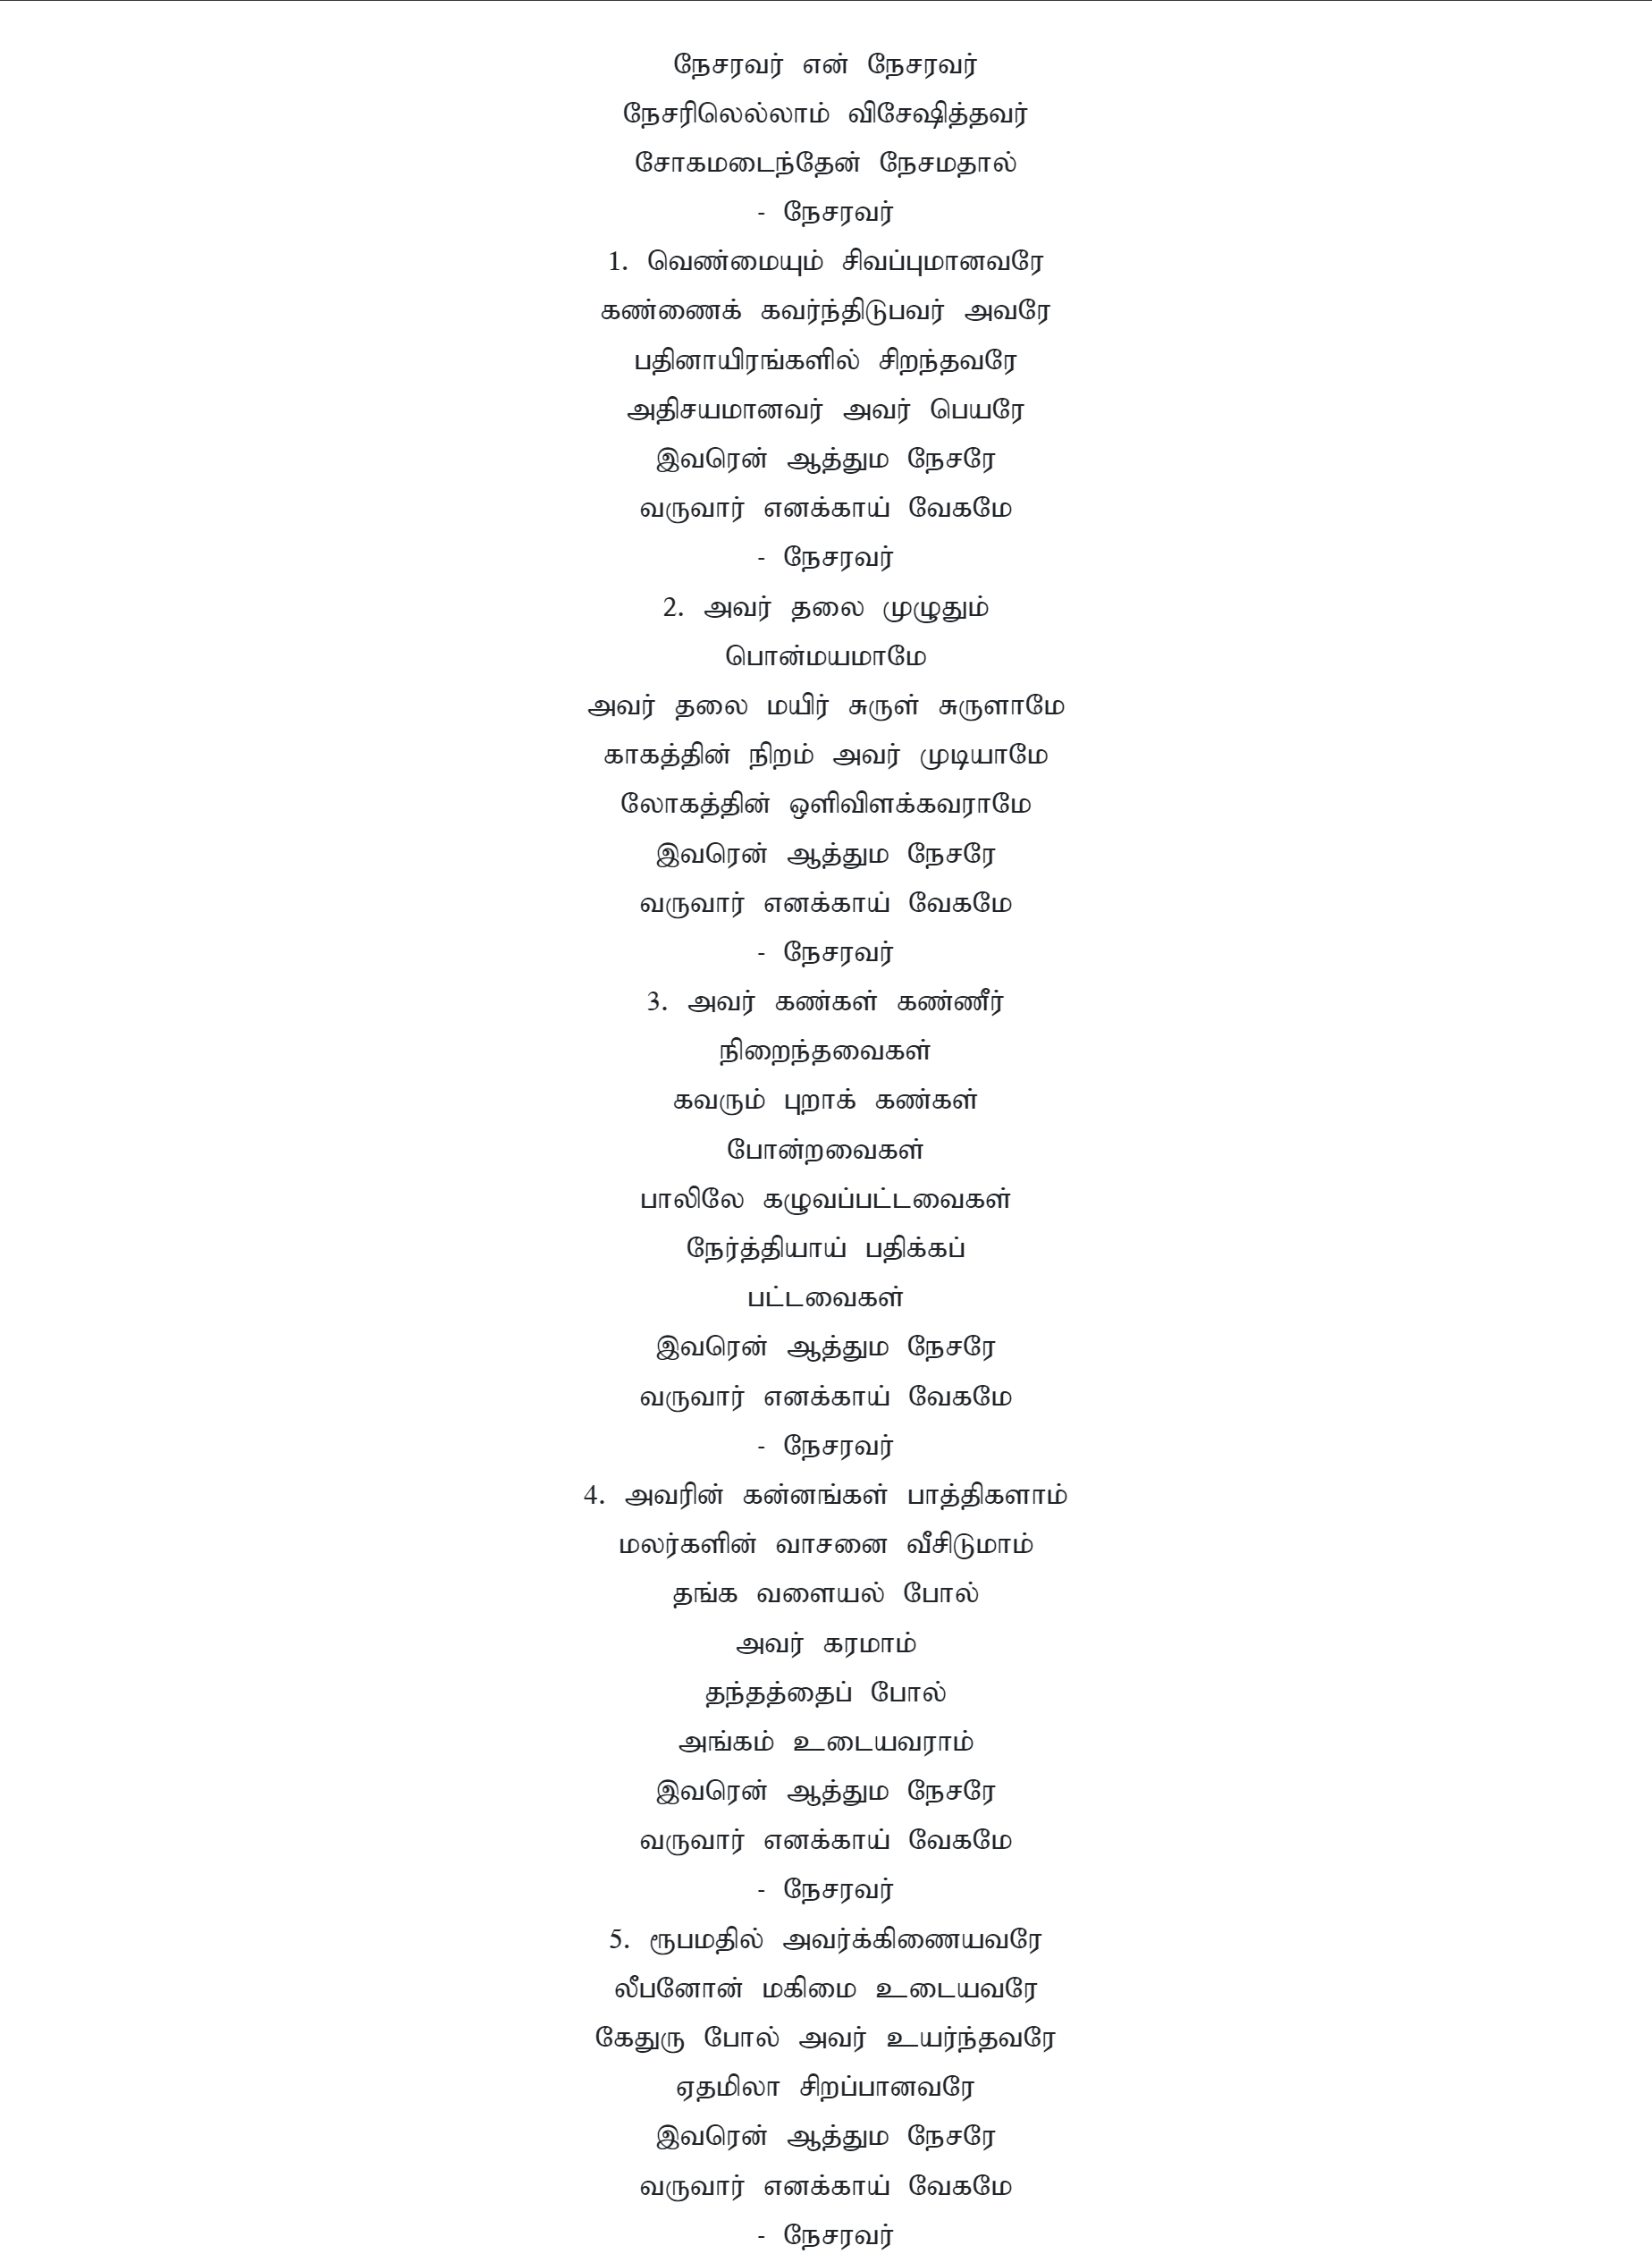 நேசரவர் என் நேசரவர்
நேசரிலெல்லாம் விசேஷித்தவர்
சோகமடைந்தேன் நேசமதால்
- நேசரவர்
1. வெண்மையும் சிவப்புமானவரே
கண்ணைக் கவர்ந்திடுபவர் அவரே
பதினாயிரங்களில் சிறந்தவரே
அதிசயமானவர் அவர் பெயரே
இவரென் ஆத்தும நேசரே
வருவார் எனக்காய் வேகமே
- நேசரவர்
2. அவர் தலை முழுதும்
பொன்மயமாமே
அவர் தலை மயிர் சுருள் சுருளாமே
காகத்தின் நிறம் அவர் முடியாமே
லோகத்தின் ஒளிவிளக்கவராமே
இவரென் ஆத்தும நேசரே
வருவார் எனக்காய் வேகமே
- நேசரவர்
3. அவர் கண்கள் கண்ணீர்
நிறைந்தவைகள்
கவரும் புறாக் கண்கள்
போன்றவைகள்
பாலிலே கழுவப்பட்டவைகள்
நேர்த்தியாய் பதிக்கப்
பட்டவைகள்
இவரென் ஆத்தும நேசரே
வருவார் எனக்காய் வேகமே
- நேசரவர்
4. அவரின் கன்னங்கள் பாத்திகளாம்
மலர்களின் வாசனை வீசிடுமாம்
தங்க வளையல் போல்
அவர் கரமாம்
தந்தத்தைப் போல்
அங்கம் உடையவராம்
இவரென் ஆத்தும நேசரே
வருவார் எனக்காய் வேகமே
- நேசரவர்
5. ரூபமதில் அவர்க்கிணையவரே
லீபனோன் மகிமை உடையவரே
கேதுரு போல் அவர் உயர்ந்தவரே
ஏதமிலா சிறப்பானவரே
இவரென் ஆத்தும நேசரே
வருவார் எனக்காய் வேகமே
- நேசரவர்